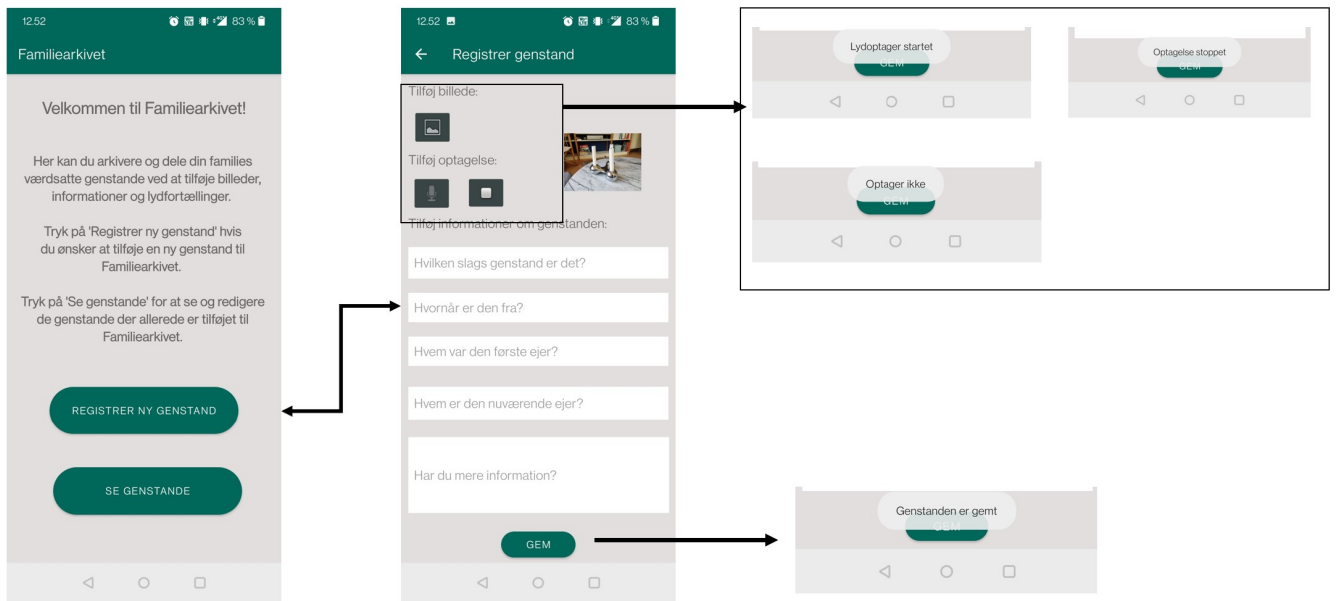 12.52
83 %
Familiearkivet
Velkommen til Familiearkivet!
Her kan du arkivere og dele din families
værdsatte genstande ved at tilføje billeder,
informationer og lydfortællinger.
Tryk på 'Registrer ny genstand' hvis
du ønsker at tilføje en ny genstand til
Familiearkivet.
Tryk på 'Se genstande' for at se og redigere
de genstande der allerede er tilføjet til
Familiearkivet.
REGISTRER NY GENSTAND
SE GENSTANDE
12.52
83 %
Registrer genstand
Tilføj billede:
Tilføj optagelse:
Tilføj informationer om genstanden:
Hvilken slags genstand er det?
Hvornår er den fra?
Hvem var den første ejer?
Hvem er den nuværende ejer?
Har du mere information?
GEM
Lydoptager startet
GEM
Optagelse stoppet
GEM
Optager ikke
GEM
Genstanden er gemt
GEM